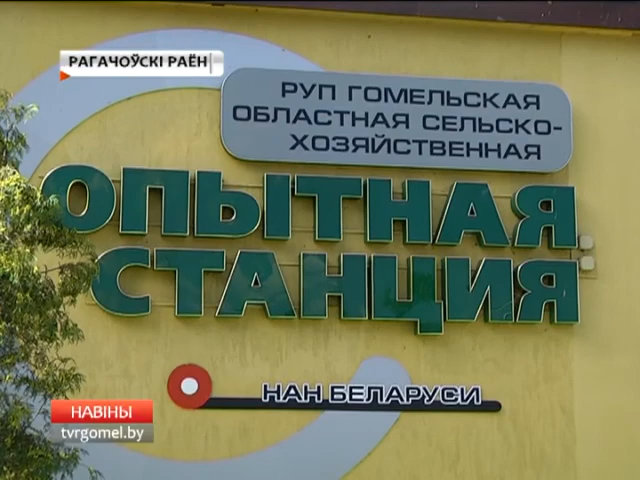 РАГАЧОЎСКІ РАЁН
РУП ГОМЕЛЬСКАЯ
ОБЛАСТНАЯ СЕЛЬСКО-
ХОЗЯЙСТВЕННАЯ
ОПЫТНАЯ
СТАНЦИЯ
НАН БЕЛАРУСИ
НАВІНЫ
tvrgomel.by